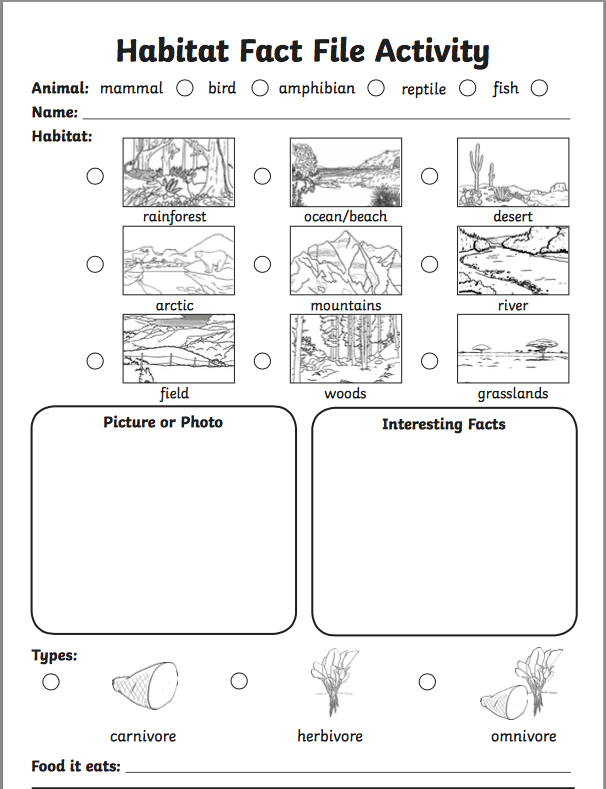 Habitat Fact File Activity
Animal: mammal bird amphibian reptile fish
Name:
Habitat:
rainforest ocean/beach desert
arctic mountains river
field woods grasslands
Picture or Photo Interesting Facts
Types:
carnivore herbivore omnivore
Food it eats: